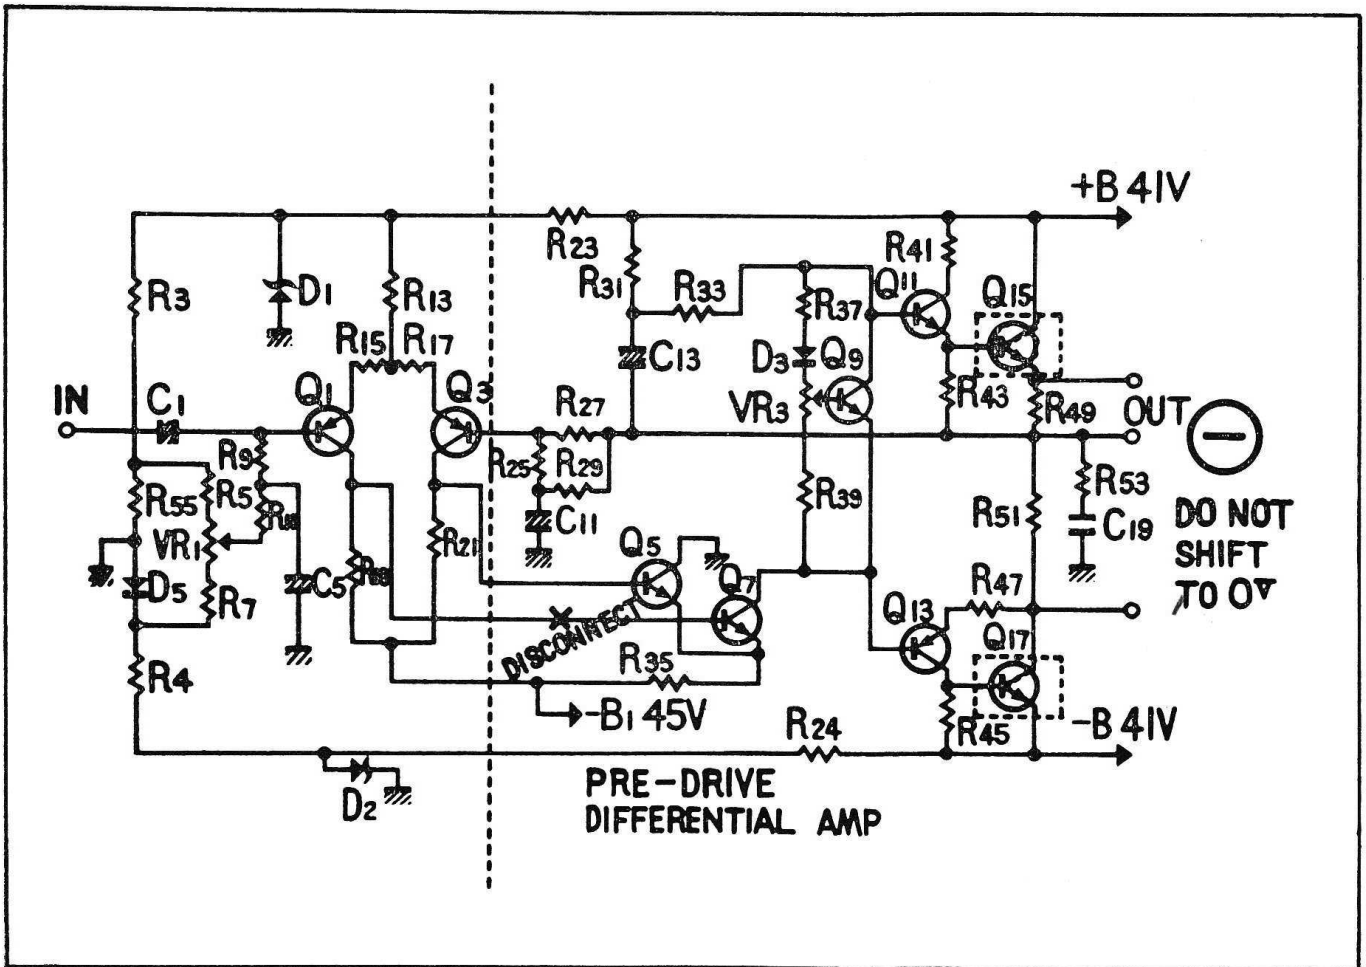 +B 41V
R23
R41
R31
R33
Q11
Q15
R3
D1
R13
R37
R15
R17
C13
D3
Q9
IN
C1
Q1
Q3
R27
VR3
R43
R49
OUT
−
R9
R25
R29
R55
R5
R39
R53
C11
R51
C19
DO NOT
SHIFT
TO 0V
VR1
R21
Q5
Q7
D5
R7
C5
R47
Q13
Q17
DISCONNECT
R35
R4
-B1 45V
R24
R45
-B 41V
D2
PRE-DRIVE
DIFFERENTIAL AMP